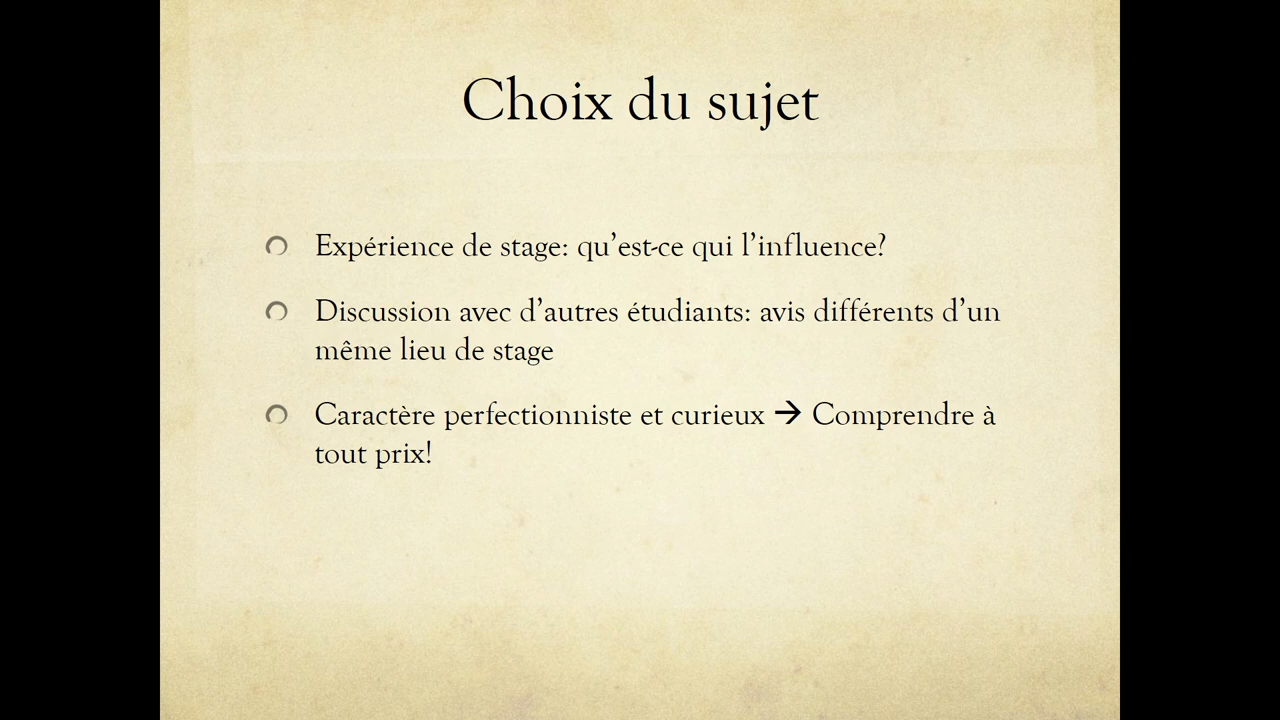 Choix du sujet
Expérience de stage: qu’est-ce qui l’influence?
Discussion avec d’autres étudiants: avis différents d’un
même lieu de stage
Caractère perfectionniste et curieux → Comprendre à
tout prix!